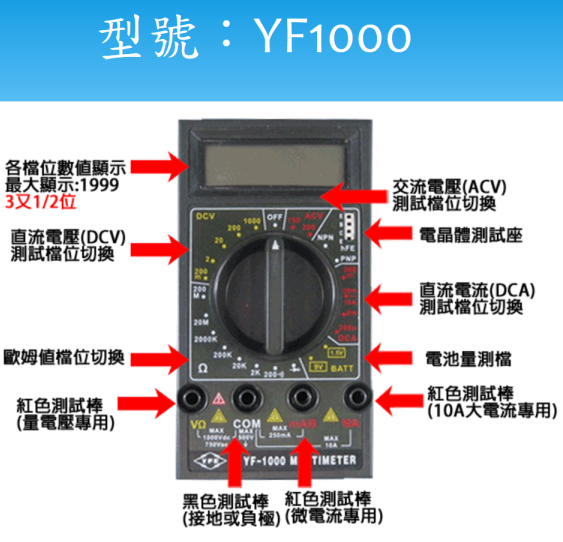 型號：YF1000
各檔位數值顯示
最大顯示:1999
3又1/2位
交流電壓(ACV)
測試檔位切換
直流電壓(DCV)
測試檔位切換
電晶體測試座
直流電流(DCA)
測試檔位切換
歐姆值檔位切換
電池量測檔
紅色測試棒
(量電壓專用)
紅色測試棒
(10A大電流專用)
黑色測試棒
(接地或負極)
紅色測試棒
(微電流專用)
DCV
1000
OFF
750
ACV
200
200
20
2
200
m
NPN
hFE
PNP
200
M
20M
2000K
200K
20K
2K
200
Ω
DCA
1.5V
9V
BATT
VΩ
COM
10A
MAX
1000Vdc
750Vac
MAX
500V
MAX
250mA
MAX
10A
YFE
YF-1000 MULTIMETER